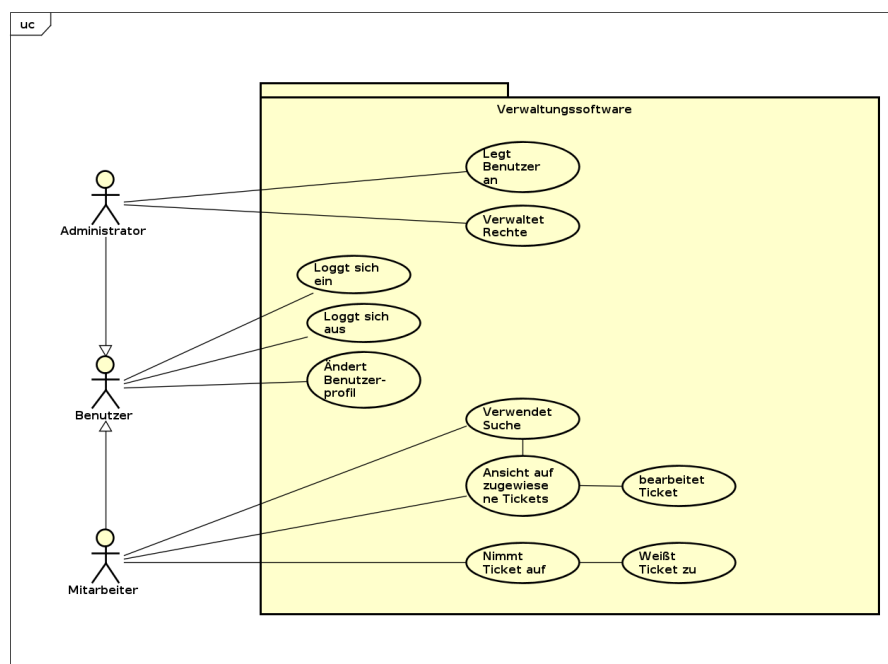 uc
Verwaltungssoftware
Legt
Benutzer
an
Administrator
Verwaltet
Rechte
Loggt sich
ein
Loggt sich
aus
Ändert
Benutzer-
profil
Benutzer
Verwendet
Suche
Ansicht auf
zugewiese
ne Tickets
bearbeitet
Ticket
Nimmt
Ticket auf
Weißt
Ticket zu
Mitarbeiter